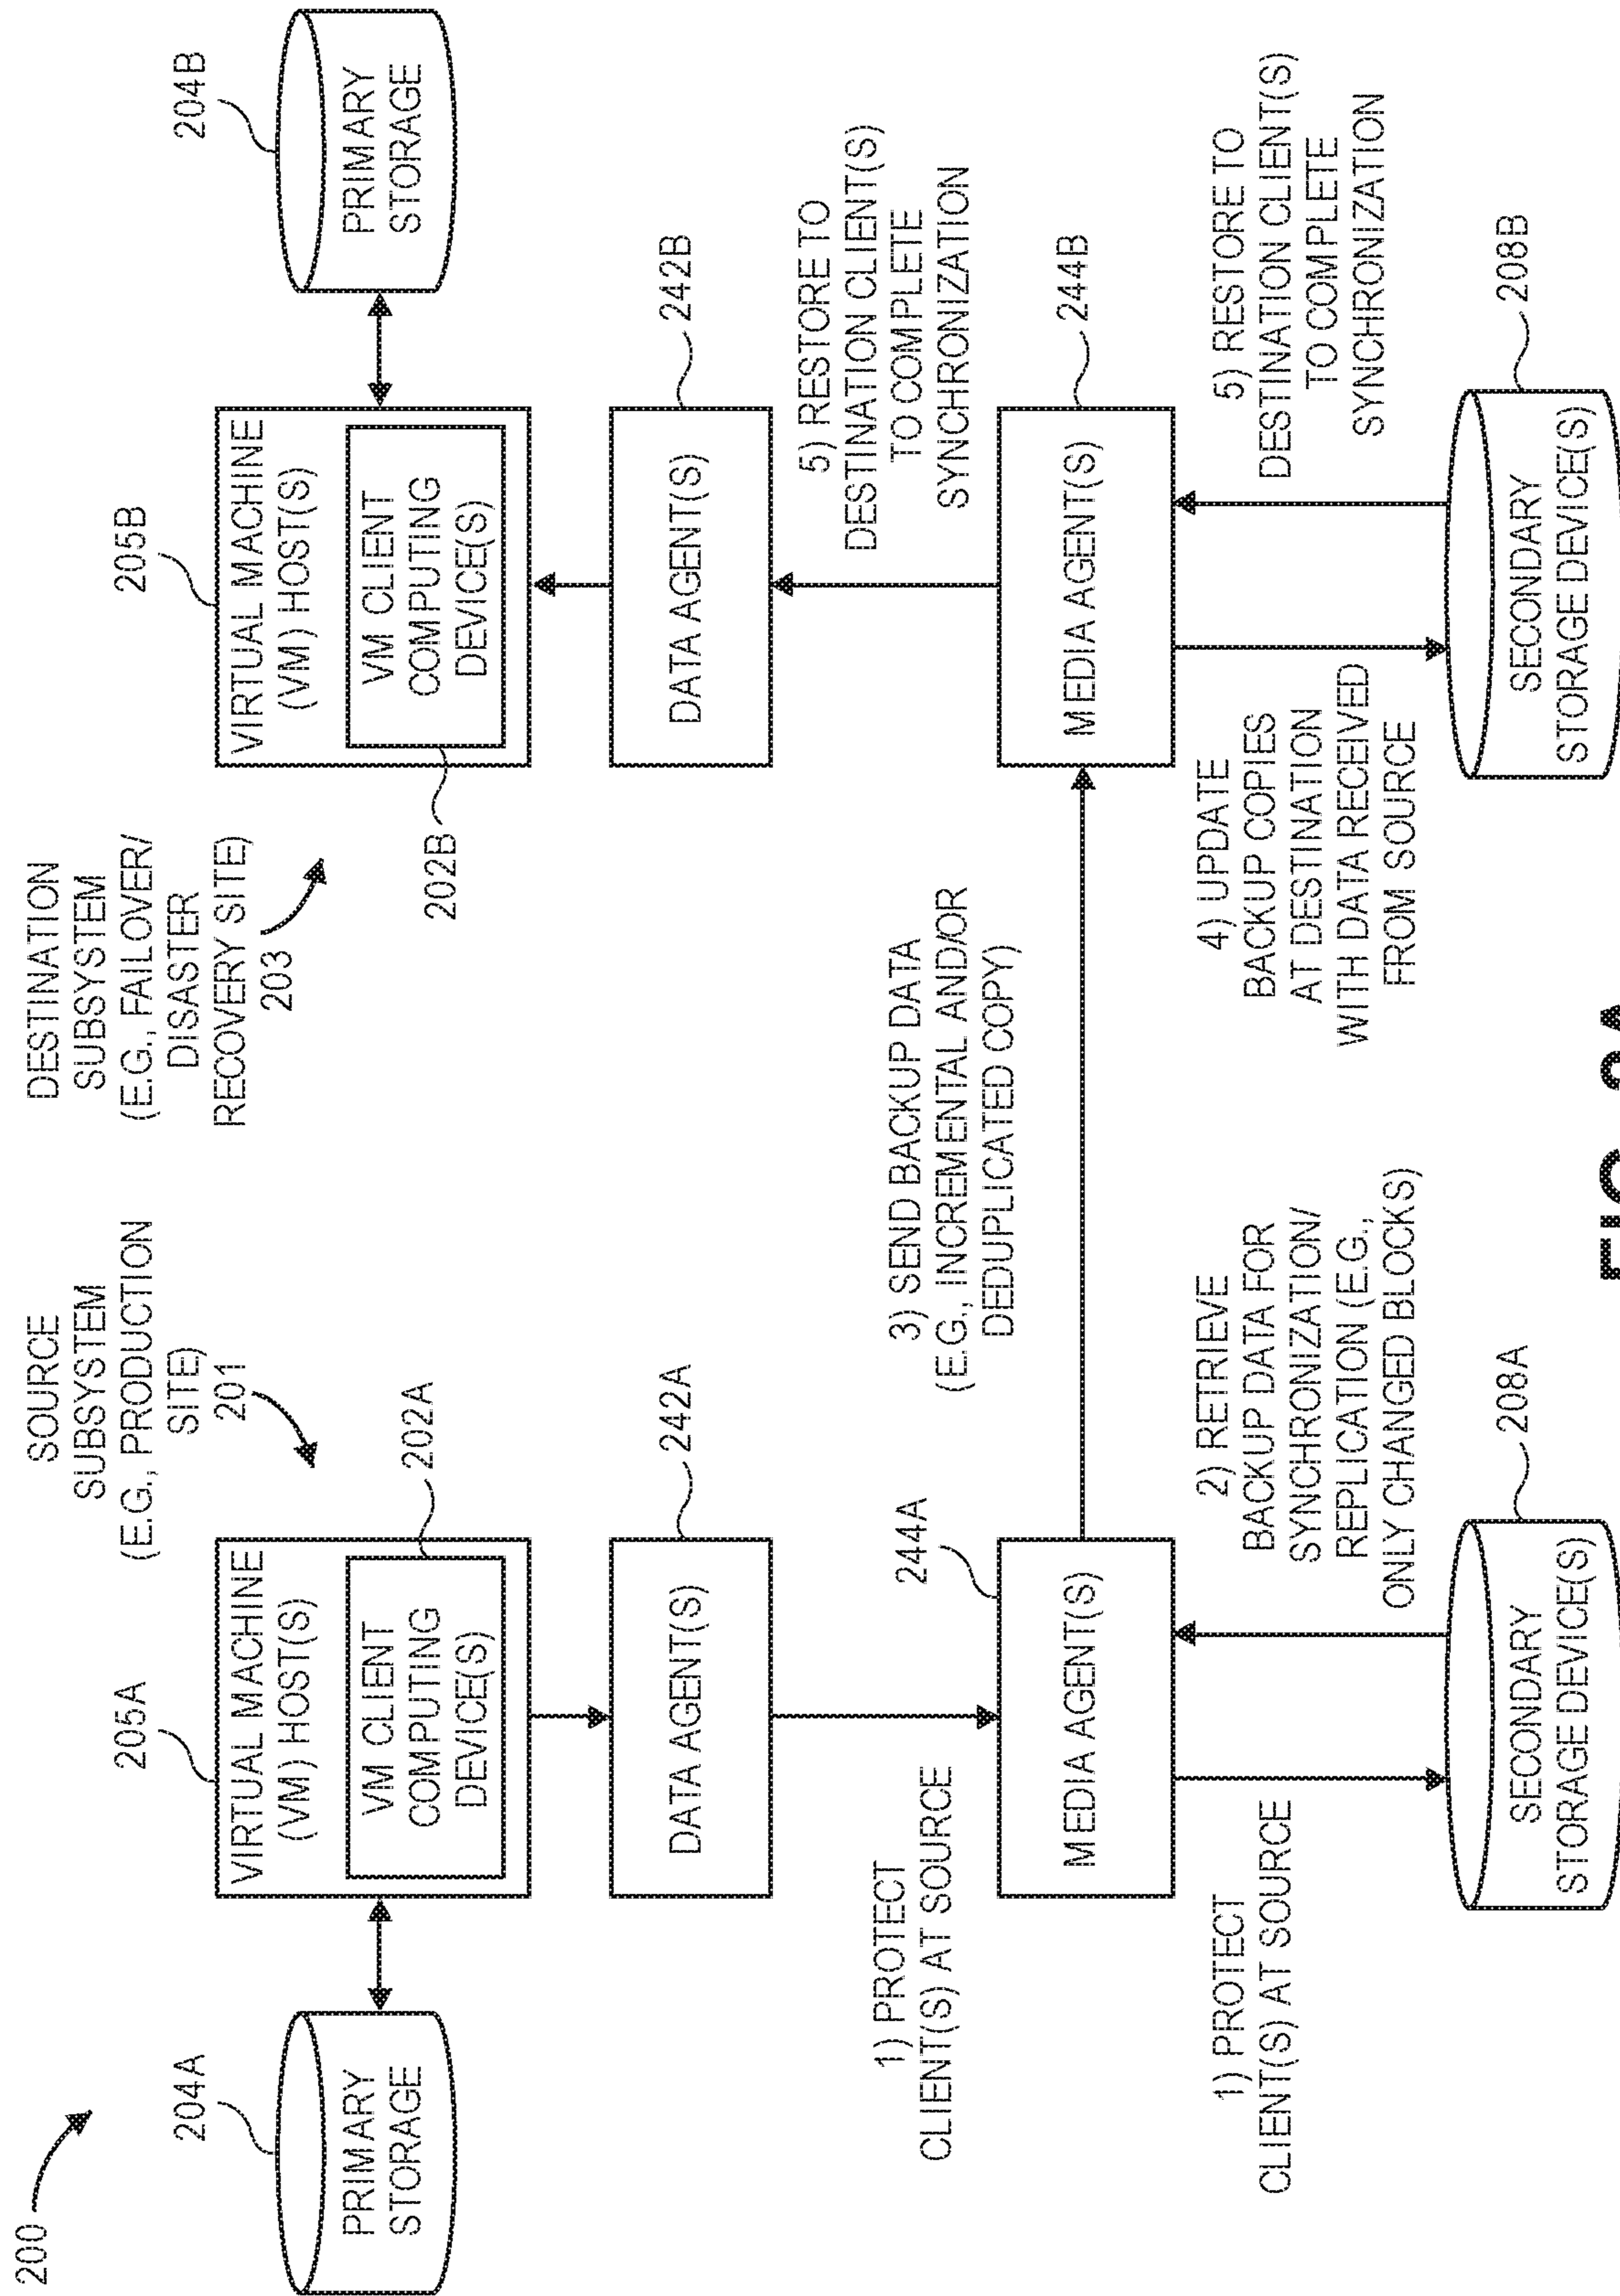 200
SOURCE
SUBSYSTEM
(E.G., PRODUCTION
SITE)
201
DESTINATION
SUBSYSTEM
(E.G., FAILOVER/
DISASTER
RECOVERY SITE)
203
204A
PRIMARY
STORAGE
205A
VIRTUAL MACHINE
(VM) HOST(S)
VM CLIENT
COMPUTING
DEVICE(S)
202A
205B
VIRTUAL MACHINE
(VM) HOST(S)
VM CLIENT
COMPUTING
DEVICE(S)
202B
204B
PRIMARY
STORAGE
DATA AGENT(S)
242A
DATA AGENT(S)
242B
1) PROTECT
CLIENT(S) AT SOURCE
244A
3) SEND BACKUP DATA
(E.G., INCREMENTAL AND/OR
DEDUPLICATED COPY)
5) RESTORE TO
DESTINATION CLIENT(S)
TO COMPLETE
SYNCHRONIZATION
MEDIA AGENT(S)
MEDIA AGENT(S)
244B
1) PROTECT
CLIENT(S) AT SOURCE
2) RETRIEVE
BACKUP DATA FOR
SYNCHRONIZATION/
REPLICATION (E.G.,
ONLY CHANGED BLOCKS)
4) UPDATE
BACKUP COPIES
AT DESTINATION
WITH DATA RECEIVED
FROM SOURCE
5) RESTORE TO
DESTINATION CLIENT(S)
TO COMPLETE
SYNCHRONIZATION
SECONDARY
STORAGE DEVICE(S)
208A
SECONDARY
STORAGE DEVICE(S)
208B